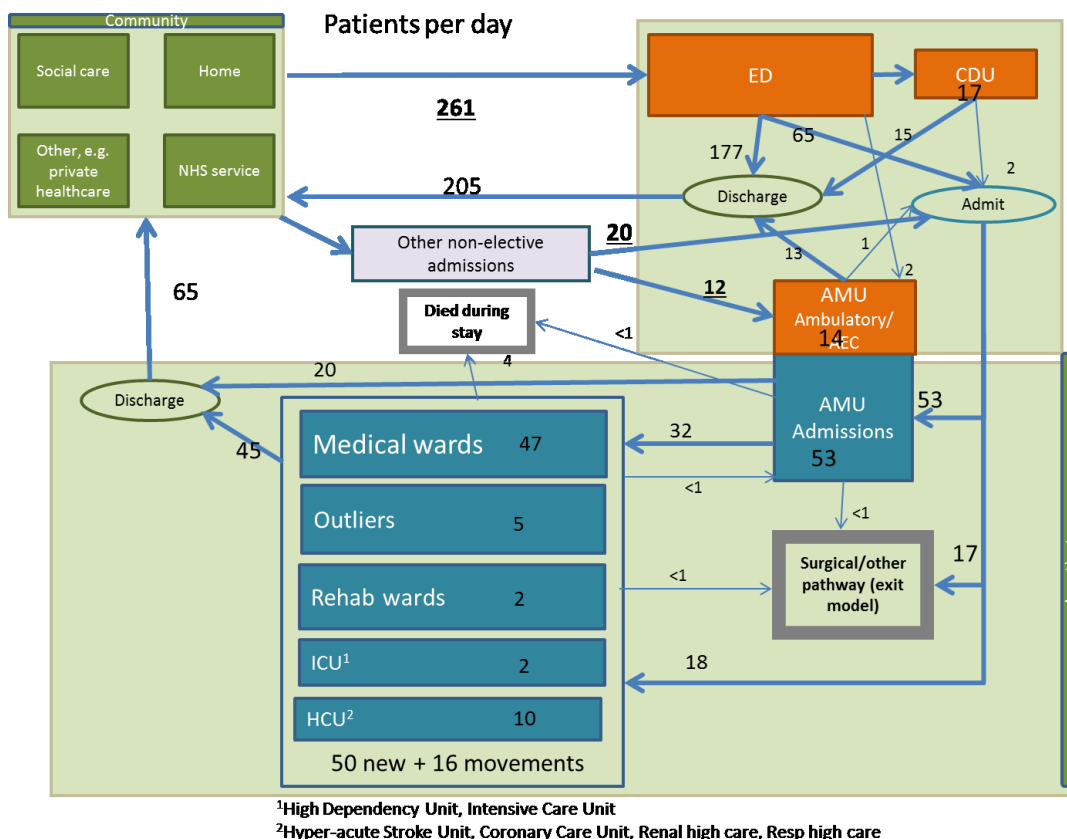 Community
Patients per day
Social care
Home
Other, e.g.
private
healthcare
NHS service
261
ED
CDU
17
65
15
177
2
205
Discharge
Admit
20
Other non-elective
admissions
13
1
2
12
AMU
Ambulatory/
AEC
14
65
Died during
stay
<1
4
20
Discharge
45
AMU
Admissions
53
53
32
Medical wards
47
<1
<1
Outliers
5
Rehab wards
2
<1
Surgical/other
pathway (exit
model)
17
ICU1
2
18
HCU2
10
50 new + 16 movements
1High Dependency Unit, Intensive Care Unit
2Hyper-acute Stroke Unit, Coronary Care Unit, Renal high care, Resp high care